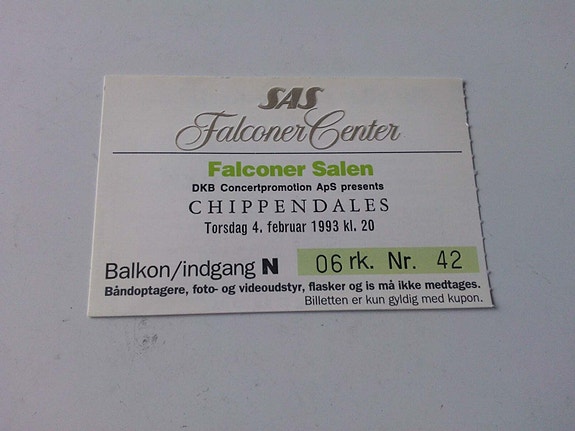 SAS
Falconer Center
Falconer Salen
DKB Concertpromotion ApS presents
CHIPPENDALES
Torsdag 4. februar 1993 kl. 20
Balkon/indgang N 06 rk. Nr. 42
Båndoptagere, foto- og videoudstyr, flasker og is må ikke medtages.
Billetten er kun gyldig med kupon.